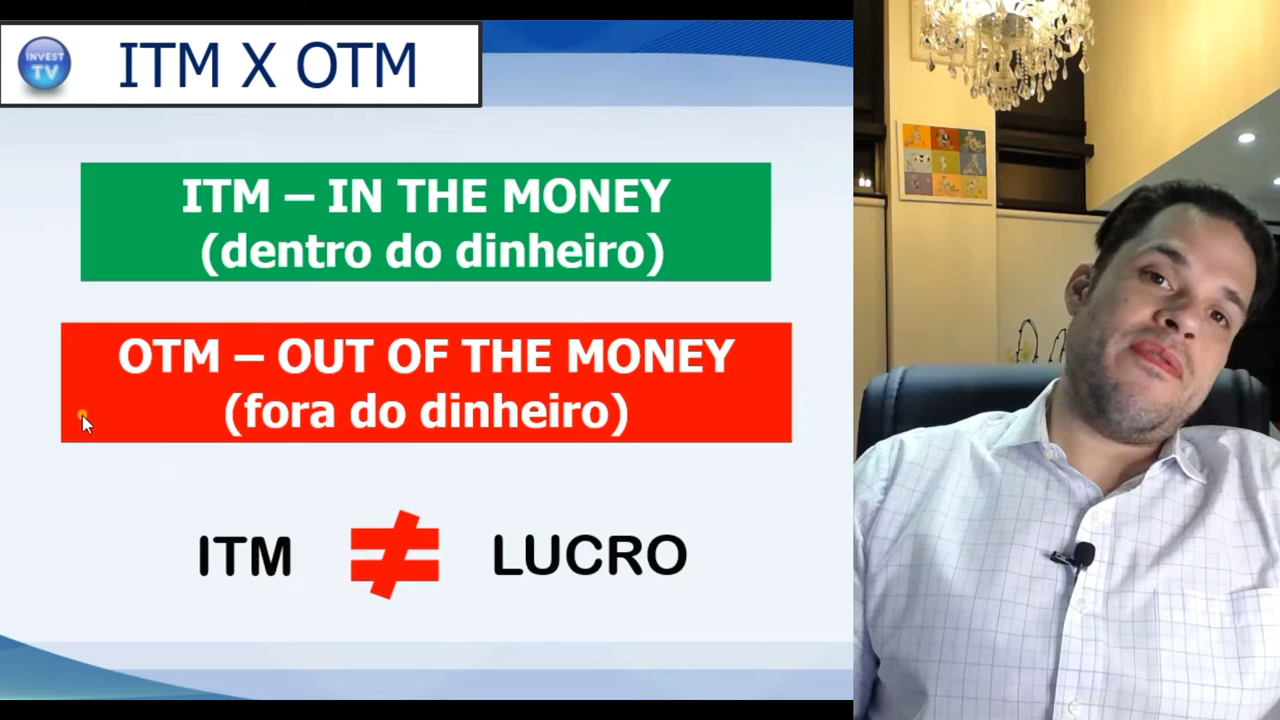 INVEST
TV
ITM X OTM
ITM – IN THE MONEY
(dentro do dinheiro)
OTM – OUT OF THE MONEY
(fora do dinheiro)
ITM ≠ LUCRO